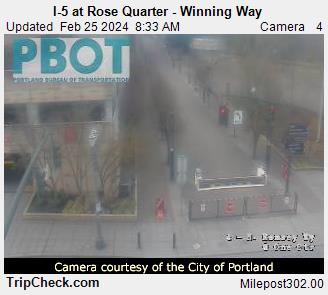 I-5 at Rose Quarter - Winning Way
Updated Feb 25 2024 8:33 AM Camera 4
PBOT
PORTLAND BUREAU OF TRANSPORTATION
Camera courtesy of the City of Portland
TripCheck.com Milepost302.00